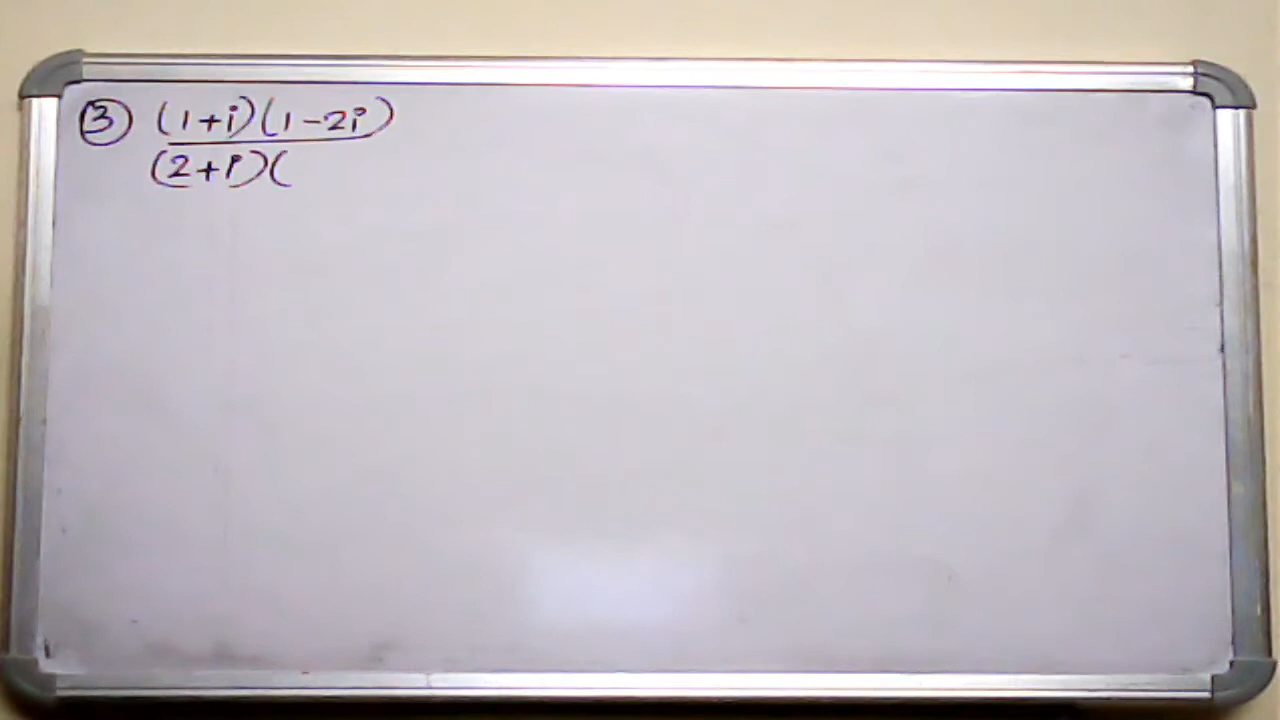 ③ (1+i)(1-2i)
(2+i)(